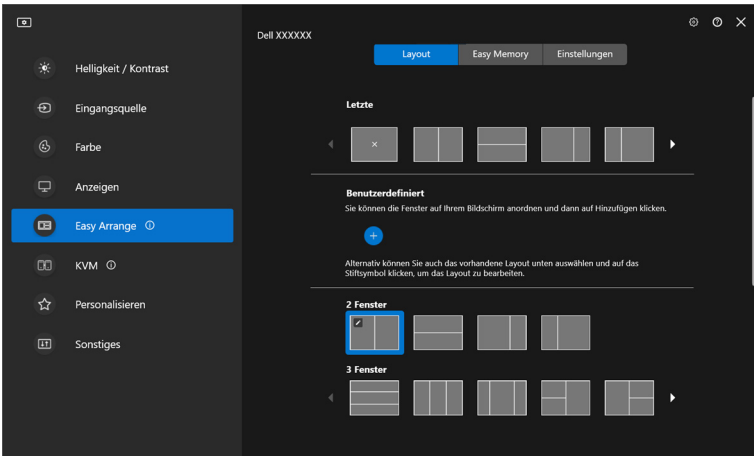 Dell XXXXXX
Layout
Easy Memory
Einstellungen
Helligkeit / Kontrast
Eingangsquelle
Farbe
Anzeigen
Easy Arrange
KVM
Personalisieren
Sonstiges
Letzte
Benutzerdefiniert
Sie können die Fenster auf Ihrem Bildschirm anordnen und dann auf Hinzufügen klicken.
Alternativ können Sie auch das vorhandene Layout unten auswählen und auf das
Stiftsymbol klicken, um das Layout zu bearbeiten.
2 Fenster
3 Fenster